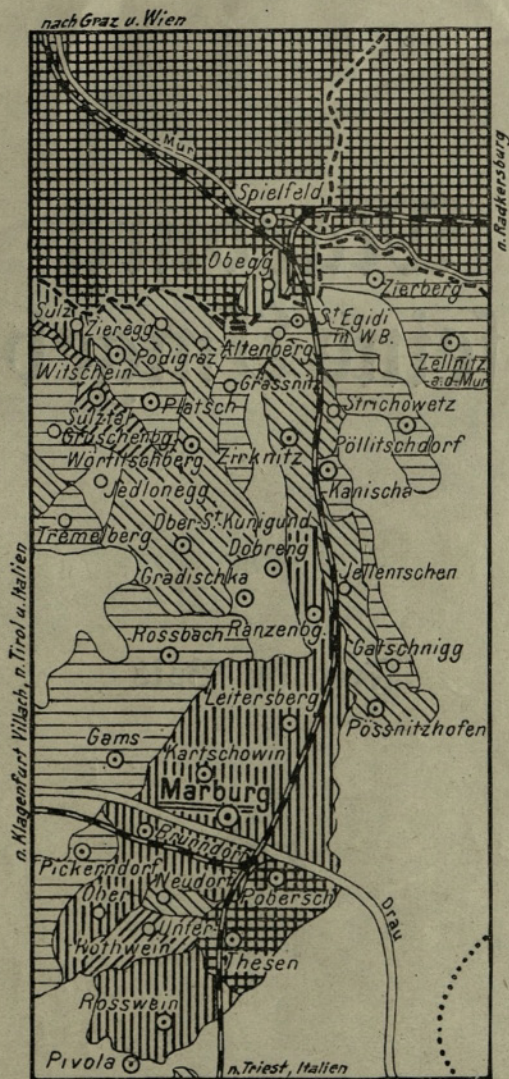 nach Graz u. Wien
Mur
Spielfeld
n. Radkersburg
Obegg
Zierberg
Sulz
Zieregg
St Egidi
in W.B.
Podigraz
Altenberg
Witschein
Zellnitz
a.d. Mur
Grassnitz
Platsch
Strichowetz
Sulztal
Gruschenbg.
Pöllitschdorf
Wörtitschberg
Zirknitz
Jedlonegg
Kanischa
Tremelberg
Ober-St. Kunigund
Dobreng
Jellentschen
Gradischka
Rossbach
Ranzenbg.
Gatschnigg
Leitersberg
Pössnitzhofen
Gams
Kartschowin
n. Klagenfurt Villach, n. Tirol u. Italien
Marburg
Brunndorf
Pickerndorf
Neudorf
Pobersch
Drau
Ober
Unter
Rothwein
Thesen
Rosswein
Pivola
n. Triest, Italien